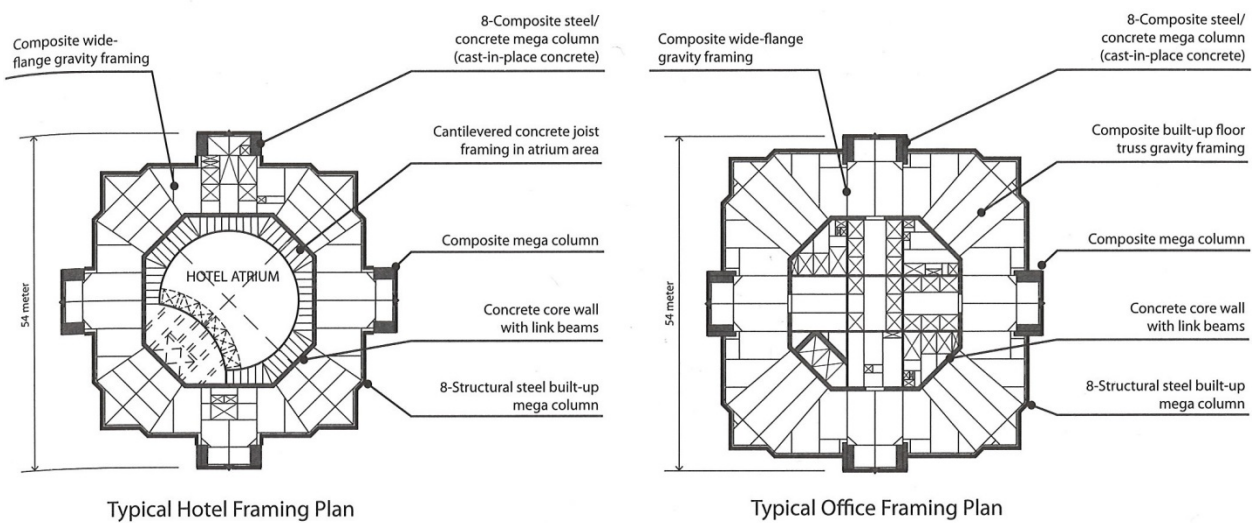 8-Composite steel/
concrete mega column
(cast-in-place concrete)
Composite wide-
flange gravity framing
Cantilevered concrete joist
framing in atrium area
HOTEL ATRIUM
Composite mega column
54 meter
Concrete core wall
with link beams
8-Structural steel built-up
mega column
Typical Hotel Framing Plan
8-Composite steel/
concrete mega column
(cast-in-place concrete)
Composite wide-flange
gravity framing
Composite built-up floor
truss gravity framing
Composite mega column
54 meter
Concrete core wall
with link beams
8-Structural steel built-up
mega column
Typical Office Framing Plan